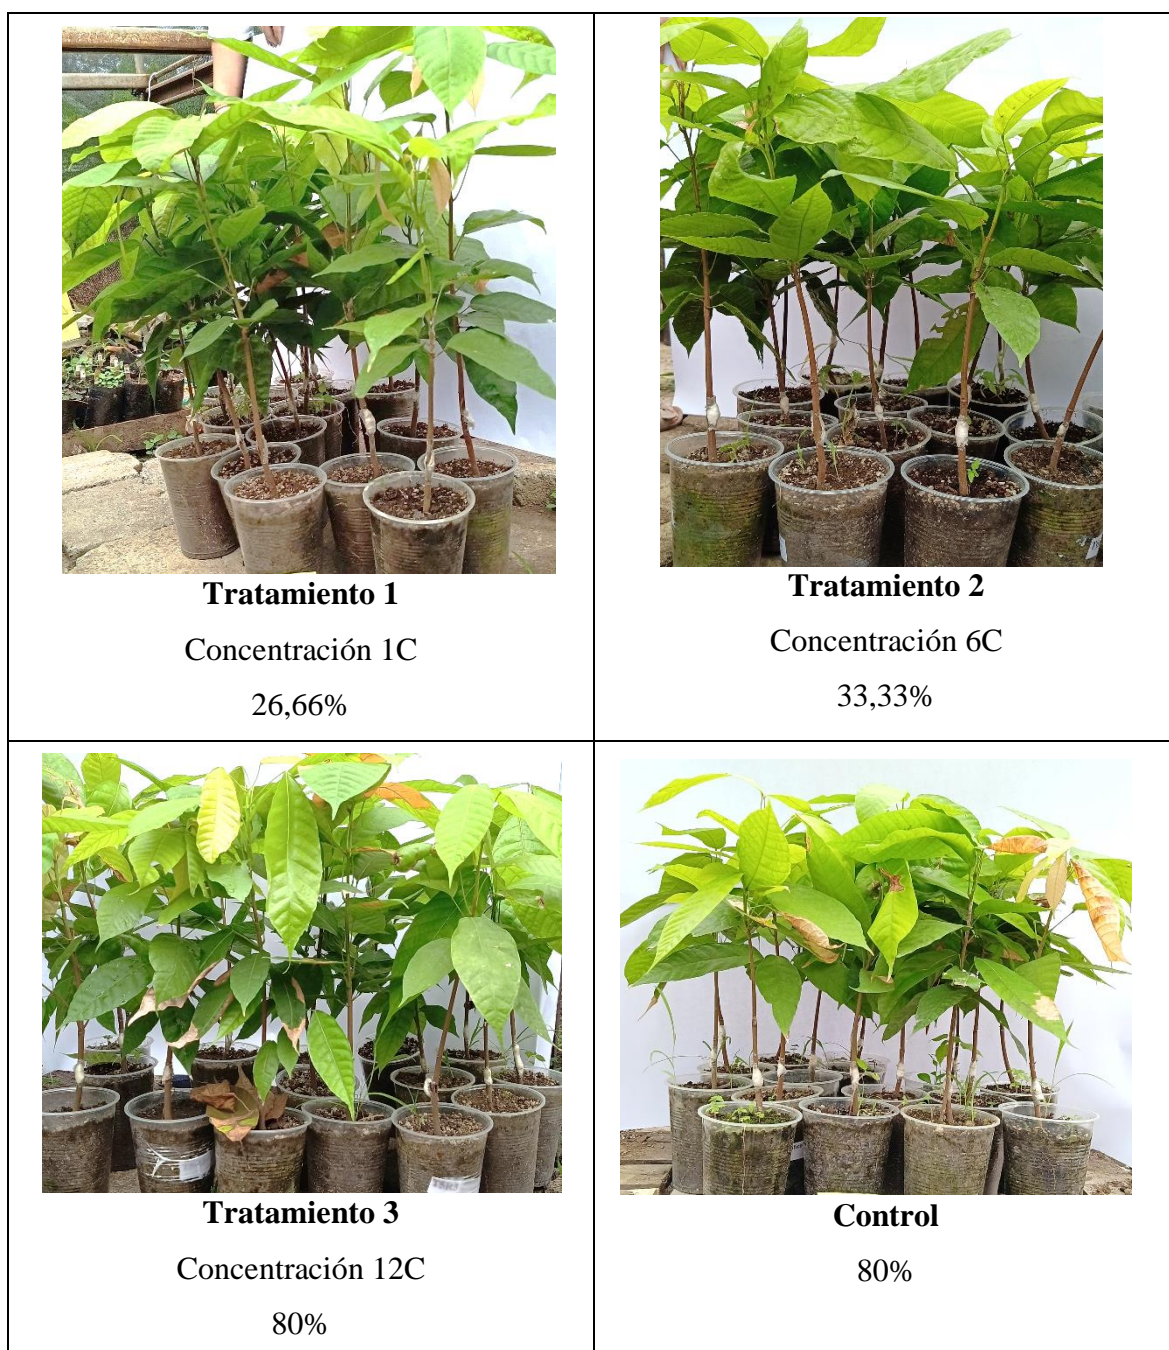 Tratamiento 1
Concentración 1C
26,66%
Tratamiento 2
Concentración 6C
33,33%
Tratamiento 3
Concentración 12C
80%
Control
80%